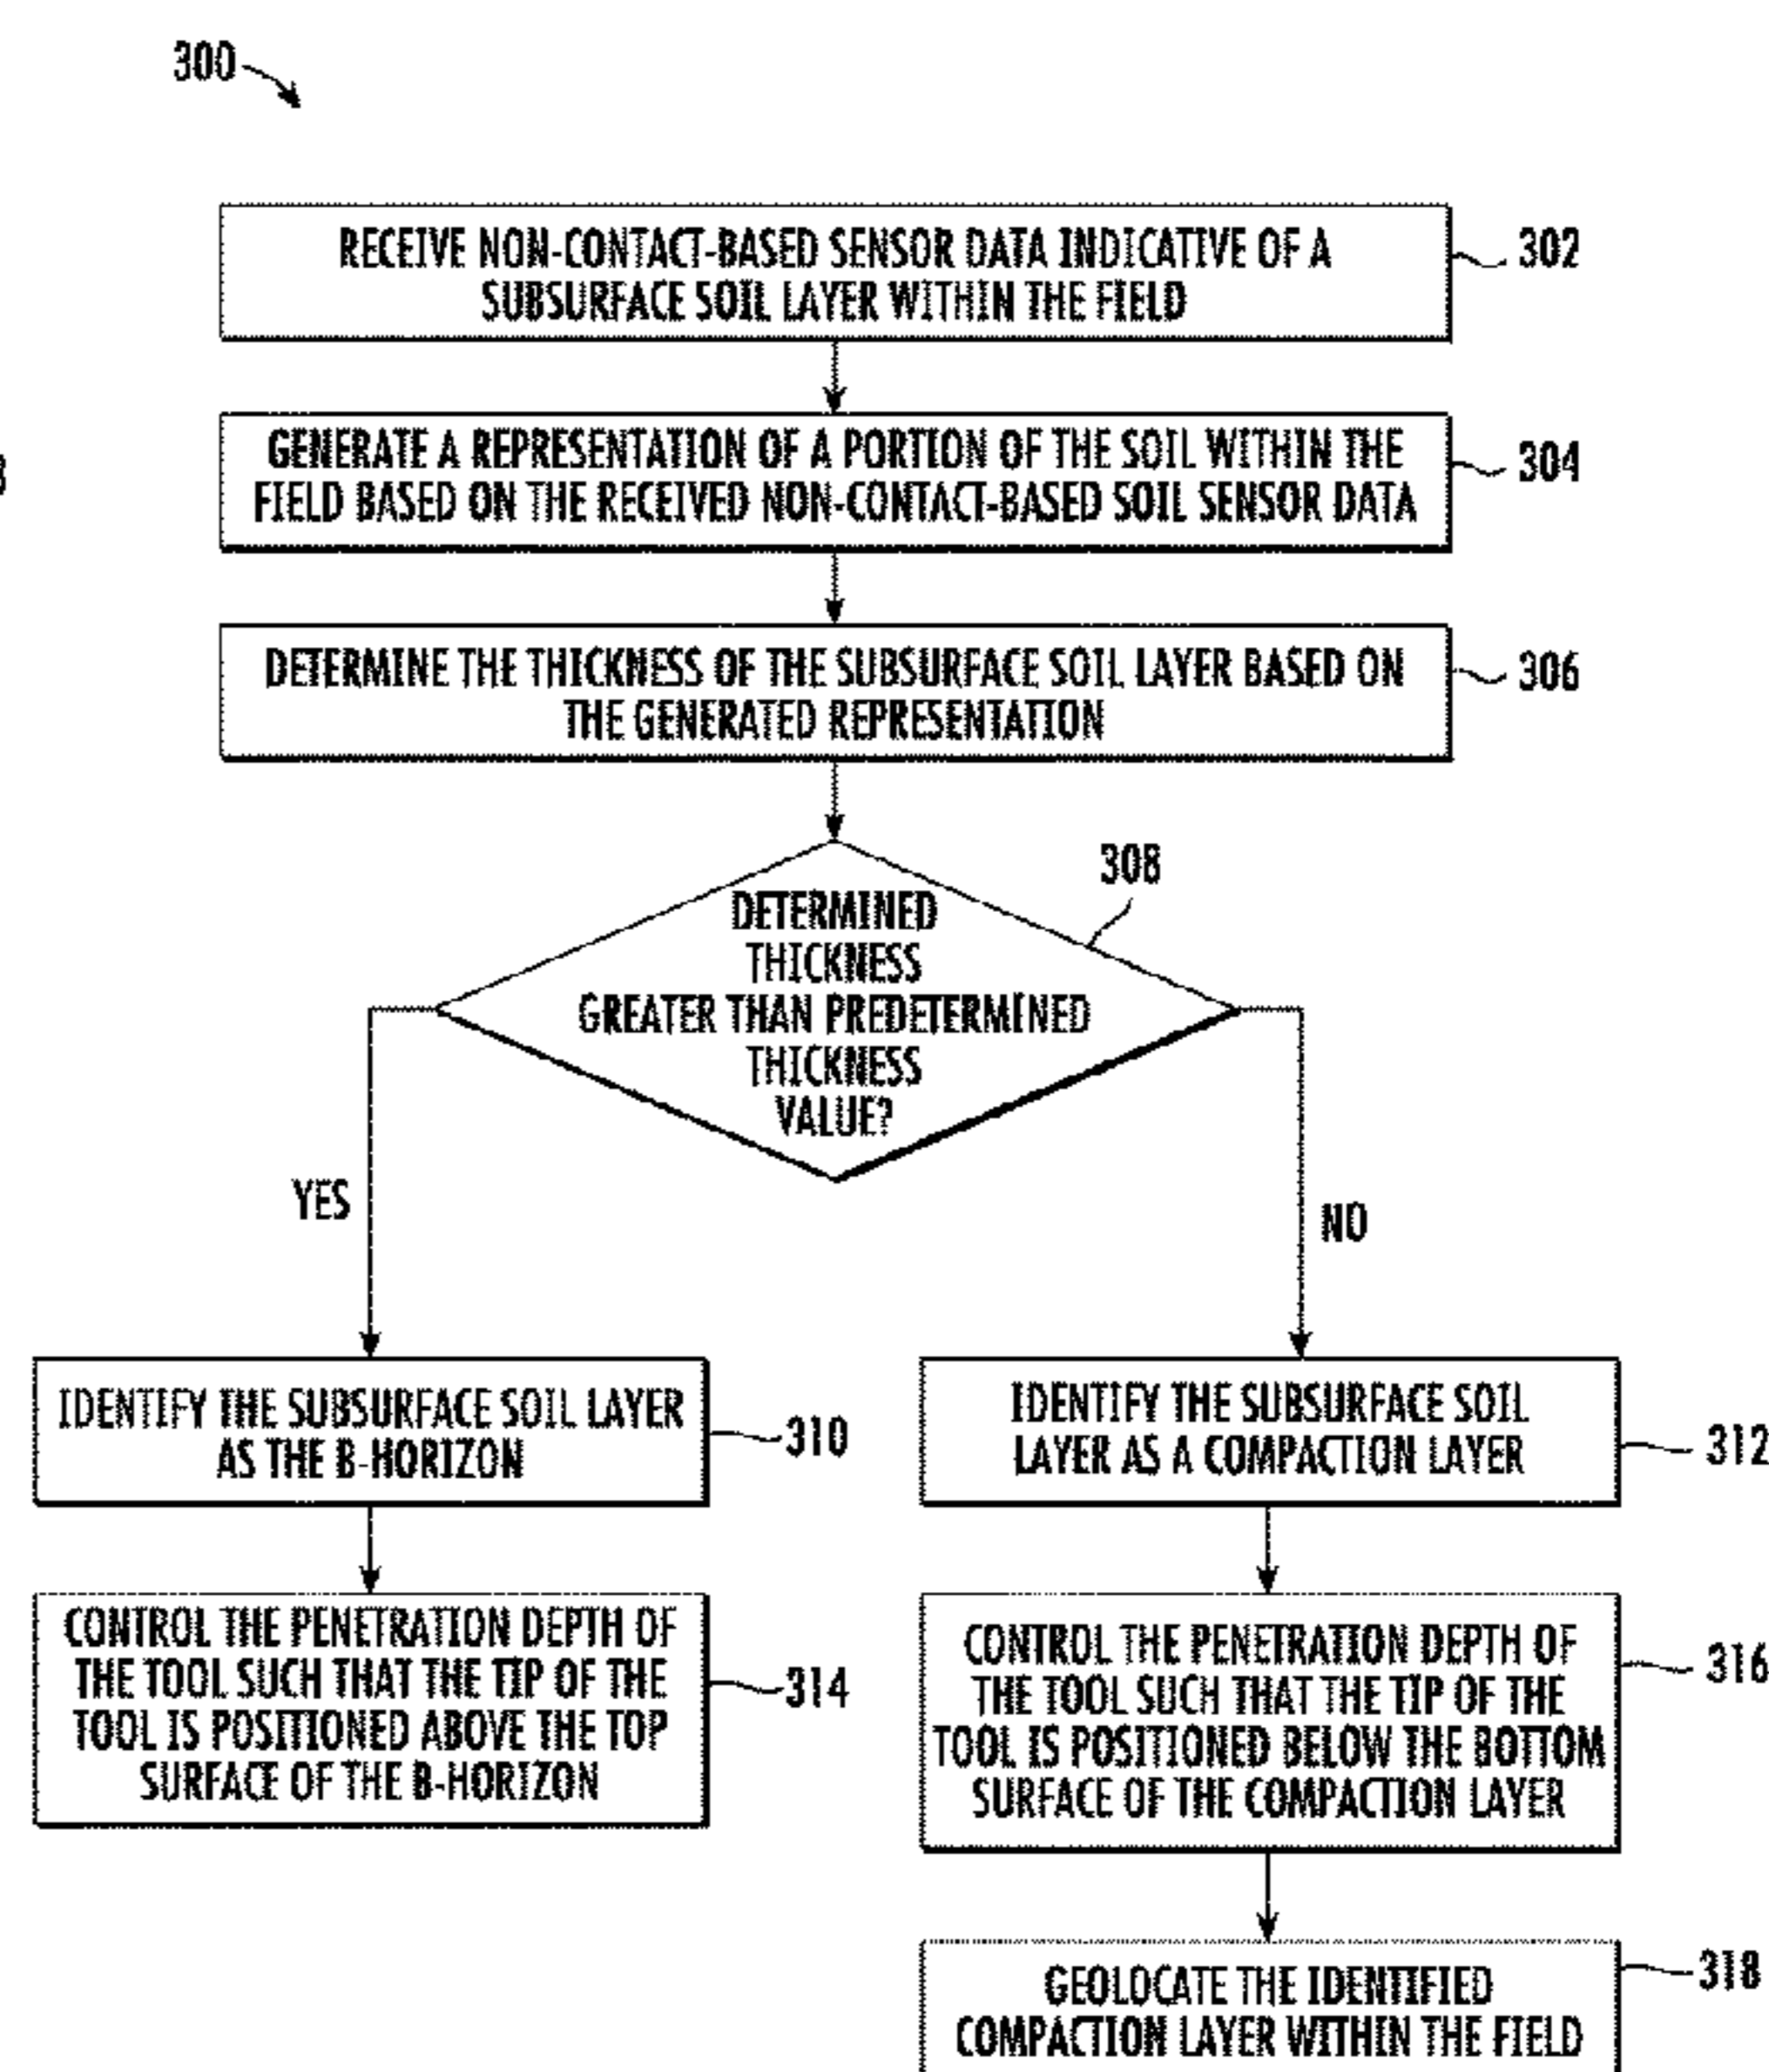 300
RECEIVE NON-CONTACT-BASED SENSOR DATA INDICATIVE OF A
SUBSURFACE SOIL LAYER WITHIN THE FIELD
302
GENERATE A REPRESENTATION OF A PORTION OF THE SOIL WITHIN THE
FIELD BASED ON THE RECEIVED NON-CONTACT-BASED SOIL SENSOR DATA
304
DETERMINE THE THICKNESS OF THE SUBSURFACE SOIL LAYER BASED ON
THE GENERATED REPRESENTATION
306
308
DETERMINED
THICKNESS
GREATER THAN PREDETERMINED
THICKNESS
VALUE?
YES
NO
IDENTIFY THE SUBSURFACE SOIL LAYER
AS THE B-HORIZON
310
IDENTIFY THE SUBSURFACE SOIL
LAYER AS A COMPACTION LAYER
312
CONTROL THE PENETRATION DEPTH OF
THE TOOL SUCH THAT THE TIP OF THE
TOOL IS POSITIONED ABOVE THE TOP
SURFACE OF THE B-HORIZON
314
CONTROL THE PENETRATION DEPTH OF
THE TOOL SUCH THAT THE TIP OF THE
TOOL IS POSITIONED BELOW THE BOTTOM
SURFACE OF THE COMPACTION LAYER
316
GEOLOCATE THE IDENTIFIED
COMPACTION LAYER WITHIN THE FIELD
318